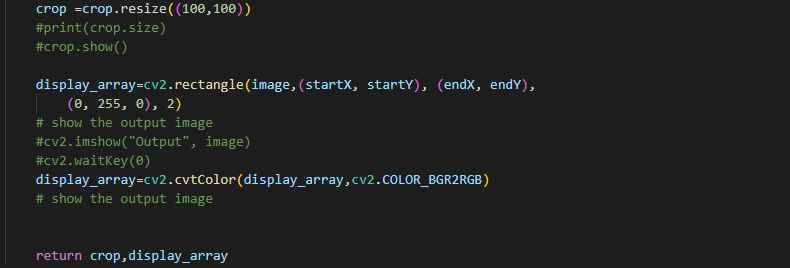 crop =crop.resize((100,100))
#print(crop.size)
#crop.show()
display_array=cv2.rectangle(image,(startX, startY), (endX, endY),
(0, 255, 0), 2)
# show the output image
#cv2.imshow("Output", image)
#cv2.waitKey(0)
display_array=cv2.cvtColor(display_array,cv2.COLOR_BGR2RGB)
# show the output image
return crop,display_array